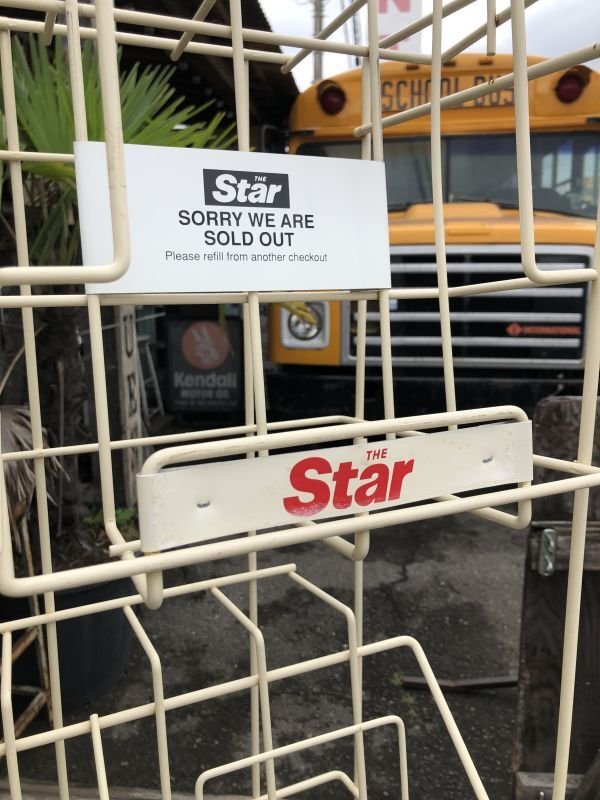 N
SCHOOL BUS
THE
Star
SORRY WE ARE
SOLD OUT
Please refill from another checkout
INTERNATIONAL
Kendall
MOTOR OIL
THE
Star